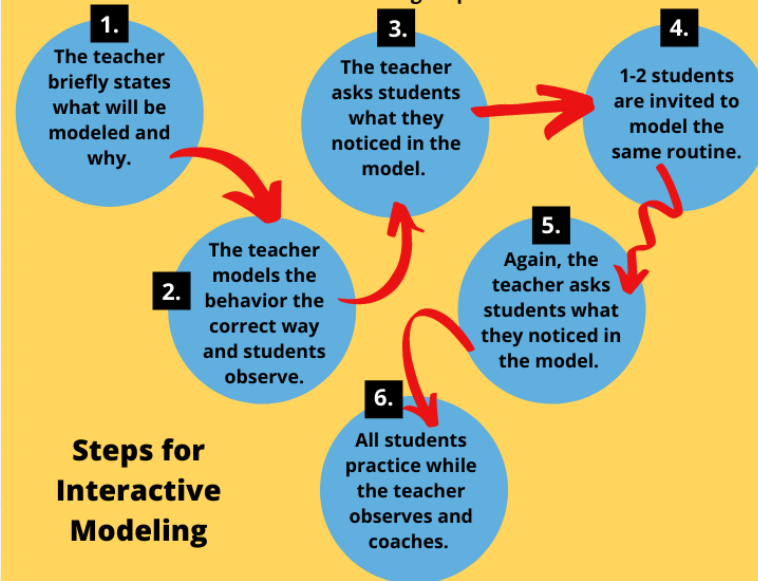 1.
The teacher
briefly states
what will be
modeled and
why.
2.
The teacher
models the
behavior the
correct way
and students
observe.
3.
The teacher
asks students
what they
noticed in the
model.
4.
1-2 students
are invited to
model the
same routine.
5.
Again, the
teacher asks
students what
they noticed in
the model.
6.
All students
practice while
the teacher
observes and
coaches.
Steps for
Interactive
Modeling